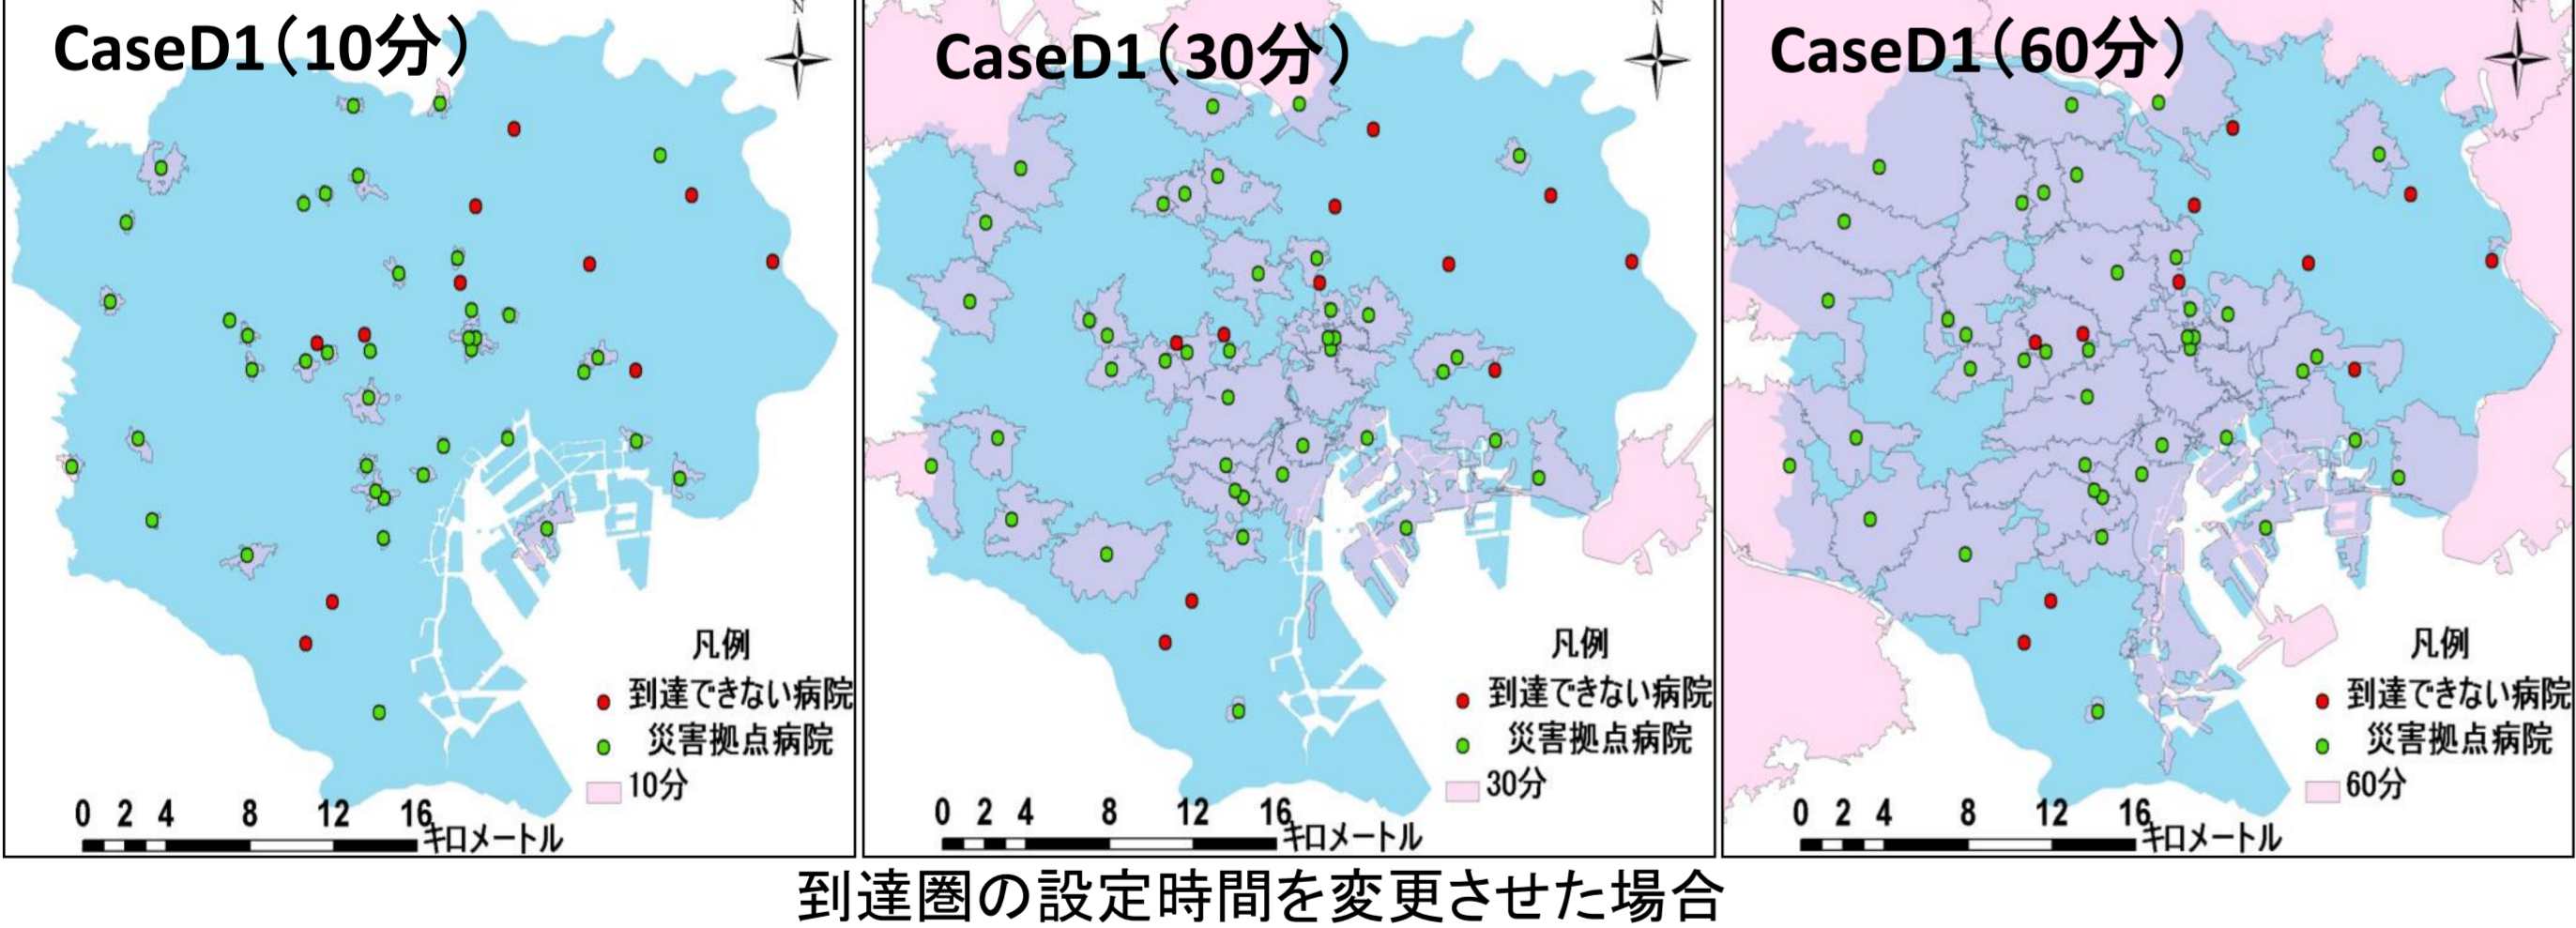 CaseD1（10分）
N
凡例
到達できない病院
災害拠点病院
10分
0 2 4 8 12 16
キロメートル
CaseD1（30分）
N
凡例
到達できない病院
災害拠点病院
30分
0 2 4 8 12 16
キロメートル
CaseD1（60分）
N
凡例
到達できない病院
災害拠点病院
60分
0 2 4 8 12 16
キロメートル
到達圏の設定時間を変更させた場合